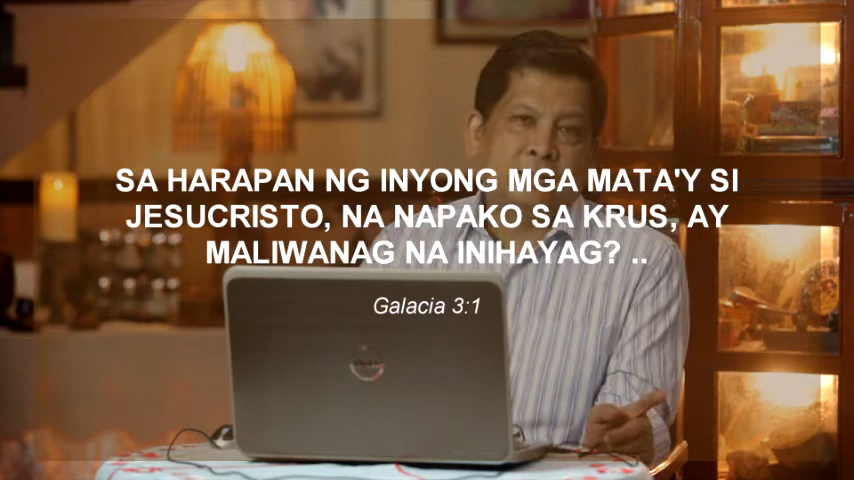 SA HARAPAN NG INYONG MGA MATA'Y SI
JESUCRISTO, NA NAPAKO SA KRUS, AY
MALIWANAG NA INIHAYAG? ..
Galacia 3:1